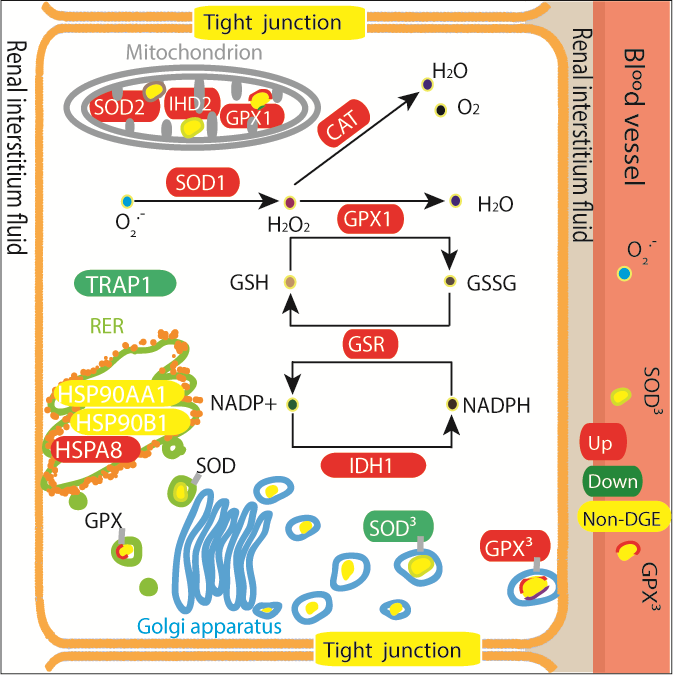 Tight junction
Renal interstitium fluid
Mitochondrion
SOD2
IHD2
GPX1
CAT
H₂O
O₂
SOD1
O₂·⁻
H₂O₂
GPX1
H₂O
GSH
GSSG
GSR
TRAP1
RER
HSP90AA1
HSP90B1
HSPA8
NADP+
NADPH
IDH1
SOD
GPX
SOD³
GPX³
Golgi apparatus
Tight junction
Renal interstitium fluid
Blood vessel
O₂·⁻
SOD³
Up
Down
Non-DGE
GPX³